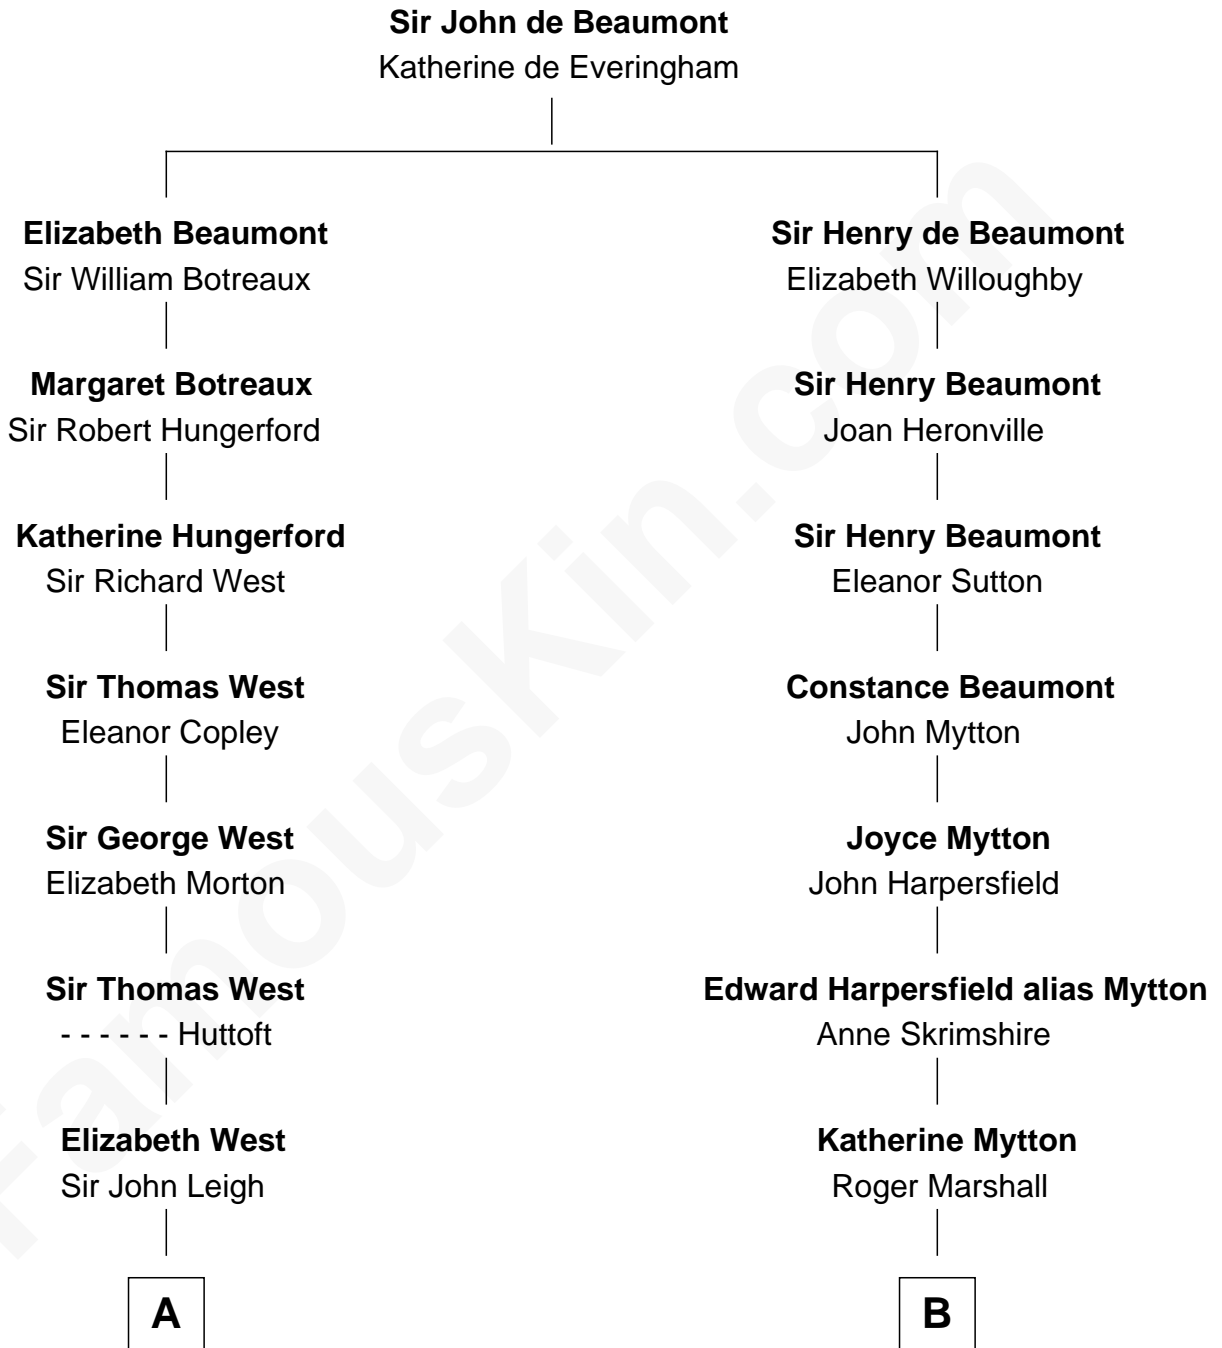 Sir John de Beaumont
Katherine de Everingham
Elizabeth Beaumont
Sir William Botreaux
Sir Henry de Beaumont
Elizabeth Willoughby
Margaret Botreaux
Sir Robert Hungerford
Sir Henry Beaumont
Joan Heronville
Katherine Hungerford
Sir Richard West
Sir Henry Beaumont
Eleanor Sutton
Sir Thomas West
Eleanor Copley
Constance Beaumont
John Mytton
Sir George West
Elizabeth Morton
Joyce Mytton
John Harpersfield
Sir Thomas West
- - - - - - Huttoft
Edward Harpersfield alias Mytton
Anne Skrimshire
Elizabeth West
Sir John Leigh
Katherine Mytton
Roger Marshall
A
B
FamousKin.com